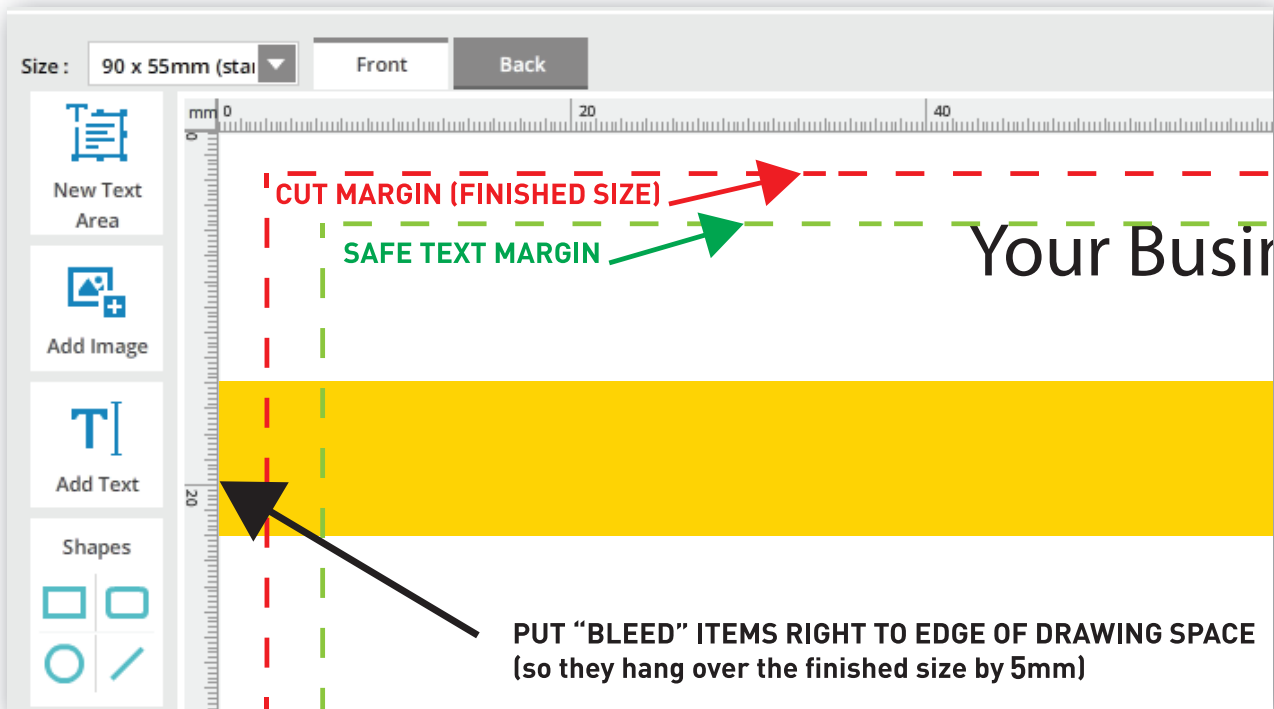 Size :
90 x 55mm (sta
Front
Back
mm
0
20
40
0
New Text
Area
CUT MARGIN (FINISHED SIZE)
SAFE TEXT MARGIN
Your Busin
Add Image
Add Text
20
Shapes
PUT “BLEED” ITEMS RIGHT TO EDGE OF DRAWING SPACE
(so they hang over the finished size by 5mm)